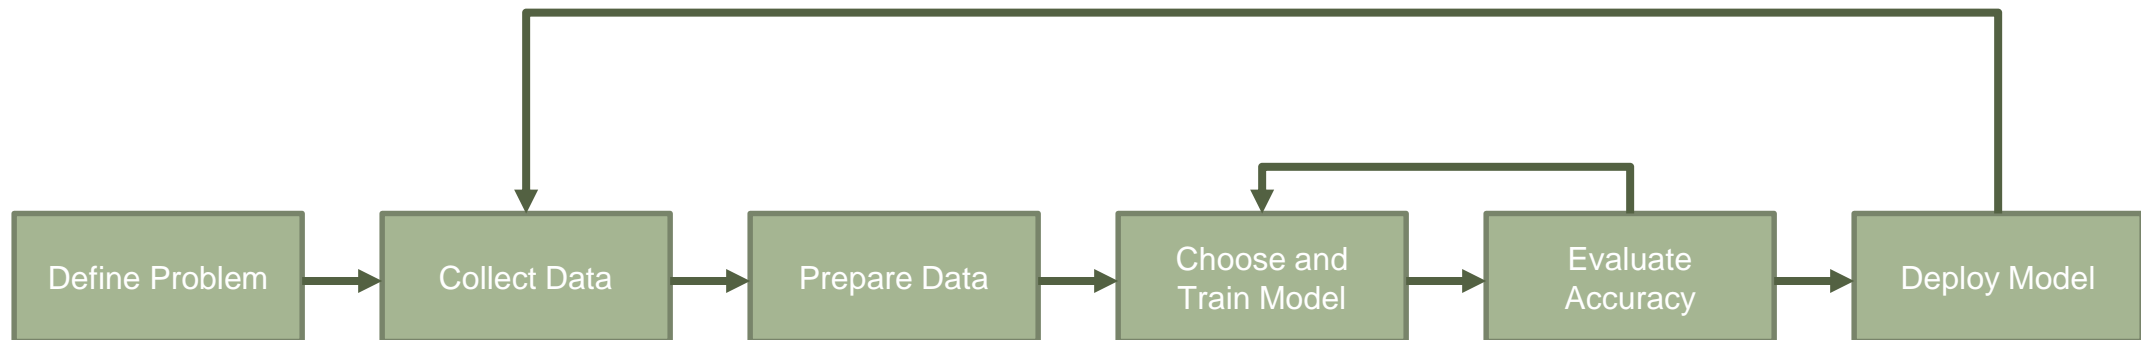 Define Problem
Collect Data
Prepare Data
Choose and
Train Model
Evaluate
Accuracy
Deploy Model